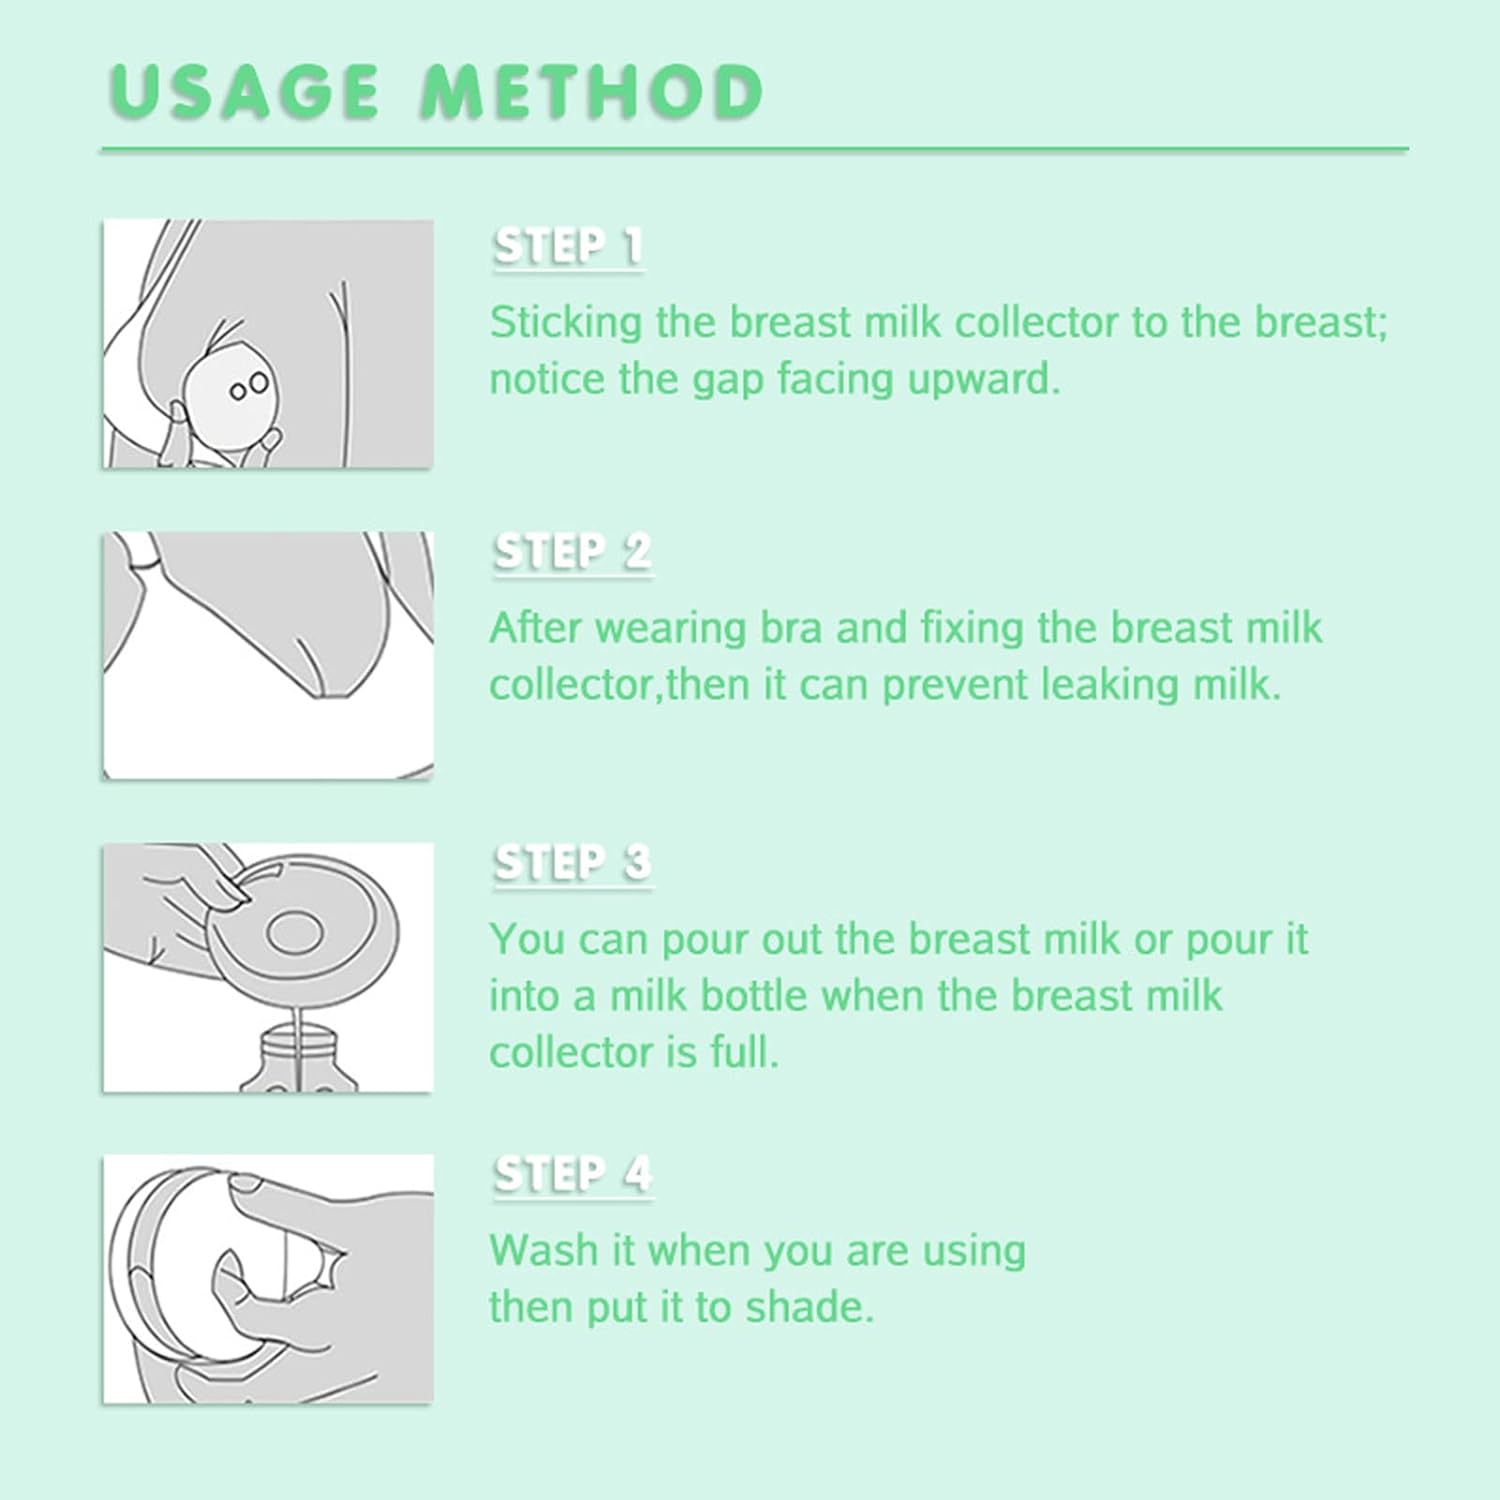 USAGE METHOD
STEP 1
Sticking the breast milk collector to the breast;
notice the gap facing upward.
STEP 2
After wearing bra and fixing the breast milk
collector,then it can prevent leaking milk.
STEP 3
You can pour out the breast milk or pour it
into a milk bottle when the breast milk
collector is full.
STEP 4
Wash it when you are using
then put it to shade.